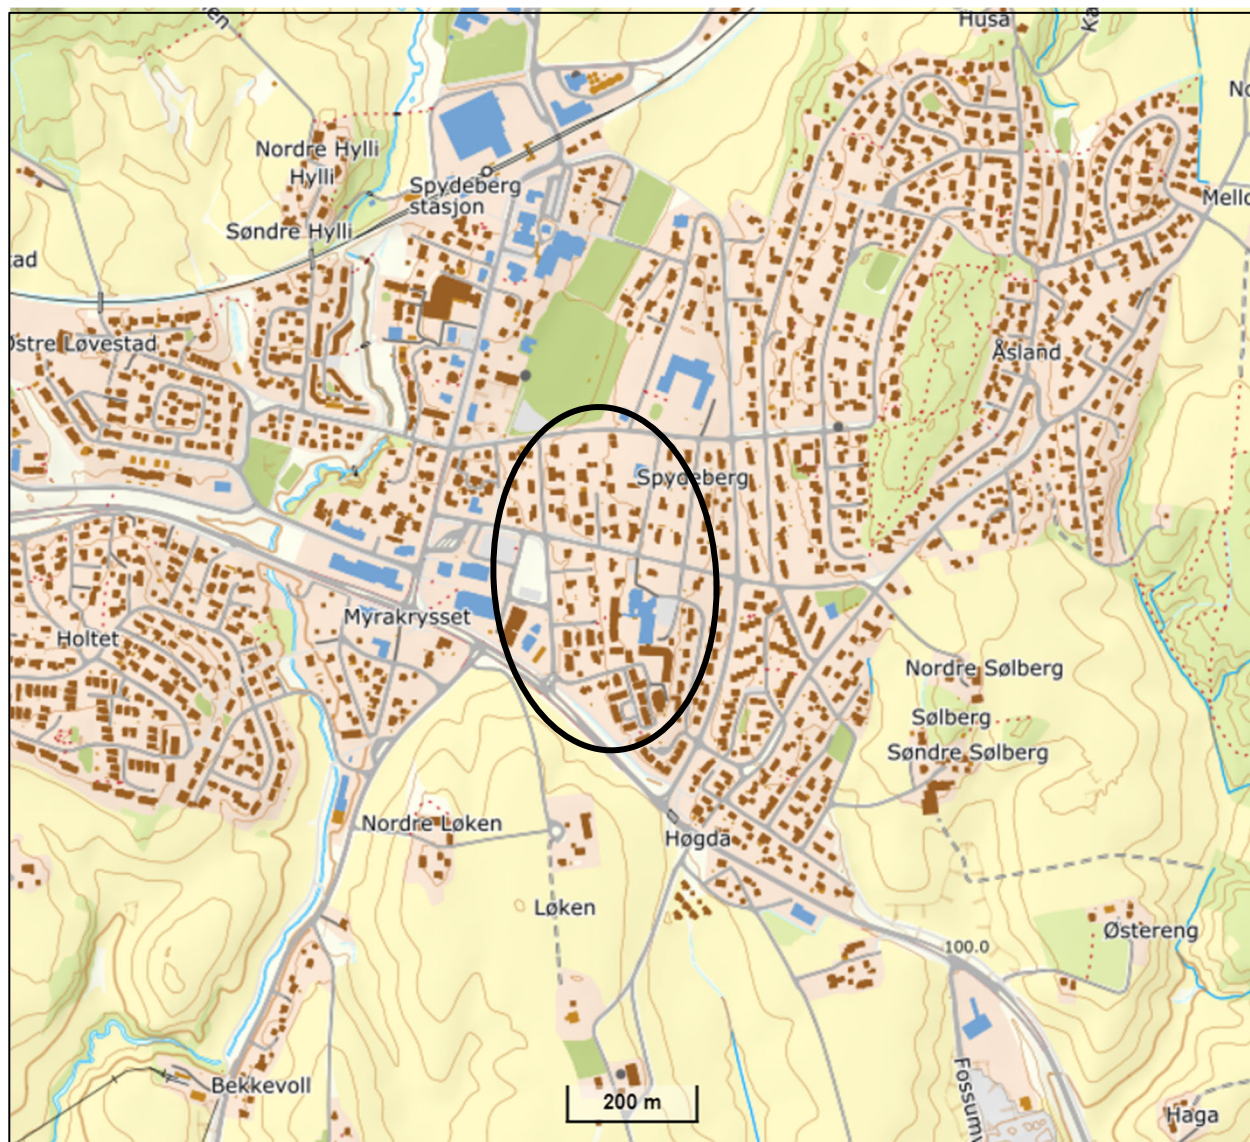 Husa
Nordre Hylli
Hylli
Spydeberg
stasjon
Søndre Hylli
ad
Østre Løvestad
Åsland
Spydeberg
Myrakrysset
Holtet
Nordre Sølberg
Sølberg
Søndre Sølberg
Nordre Løken
Høgda
Løken
Østereng
100.0
Bekkevoll
200 m
Haga